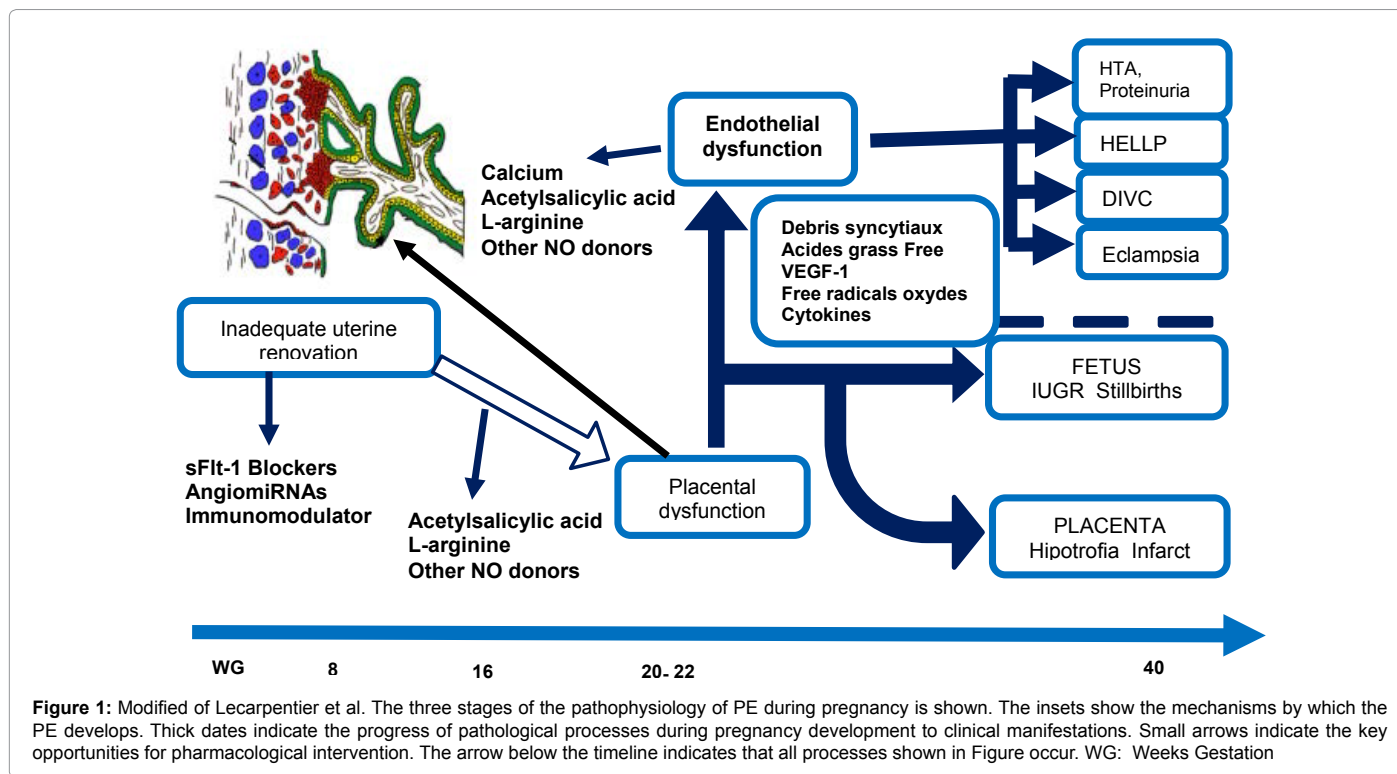 Calcium
Acetylsalicylic acid
L-arginine
Other NO donors
Endothelial
dysfunction
HTA,
Proteinuria
HELLP
DIVC
Eclampsia
Debris syncytiaux
Acides grass Free
VEGF-1
Free radicals oxydes
Cytokines
Inadequate uterine
renovation
FETUS
IUGR Stillbirths
sFlt-1 Blockers
AngiomiRNAs
Immunomodulator
Acetylsalicylic acid
L-arginine
Other NO donors
Placental
dysfunction
PLACENTA
Hipotrofia Infarct
WG 8 16 20- 22 40
Figure 1: Modified of Lecarpentier et al. The three stages of the pathophysiology of PE during pregnancy is shown. The insets show the mechanisms by which the
PE develops. Thick dates indicate the progress of pathological processes during pregnancy development to clinical manifestations. Small arrows indicate the key
opportunities for pharmacological intervention. The arrow below the timeline indicates that all processes shown in Figure occur. WG: Weeks Gestation